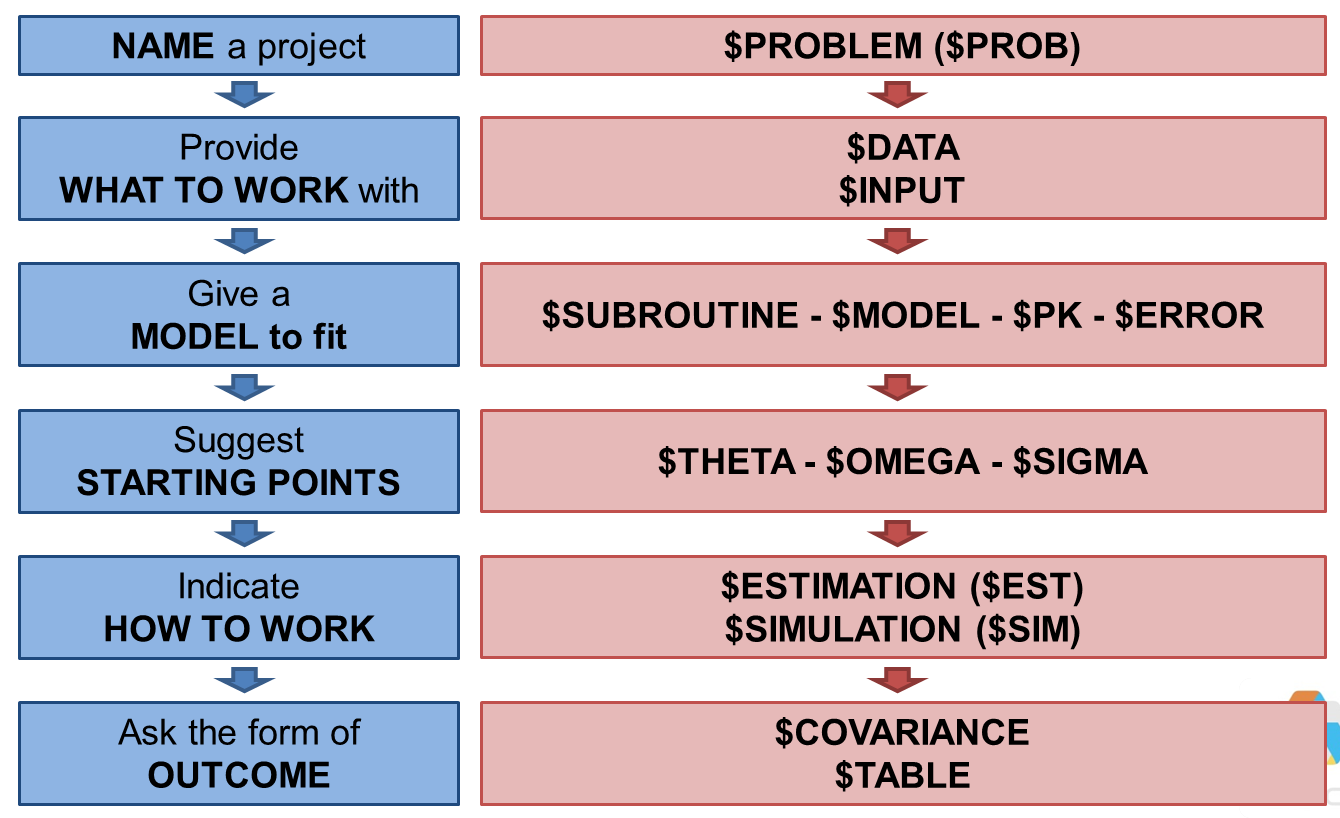 NAME a project
$PROBLEM ($PROB)
Provide
WHAT TO WORK with
$DATA
$INPUT
Give a
MODEL to fit
$SUBROUTINE - $MODEL - $PK - $ERROR
Suggest
STARTING POINTS
$THETA - $OMEGA - $SIGMA
Indicate
HOW TO WORK
$ESTIMATION ($EST)
$SIMULATION ($SIM)
Ask the form of
OUTCOME
$COVARIANCE
$TABLE